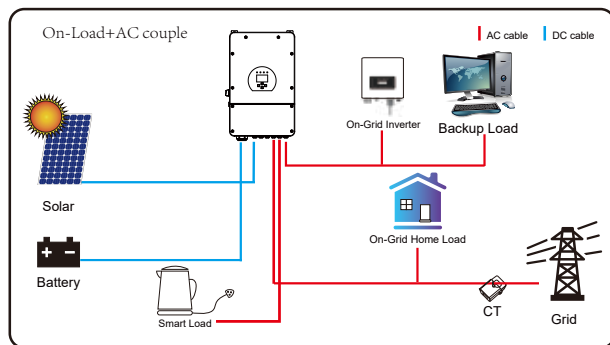 On-Load+AC couple
AC cable
DC cable
On-Grid Inverter
Backup Load
Solar
On-Grid Home Load
Battery
Smart Load
CT
Grid